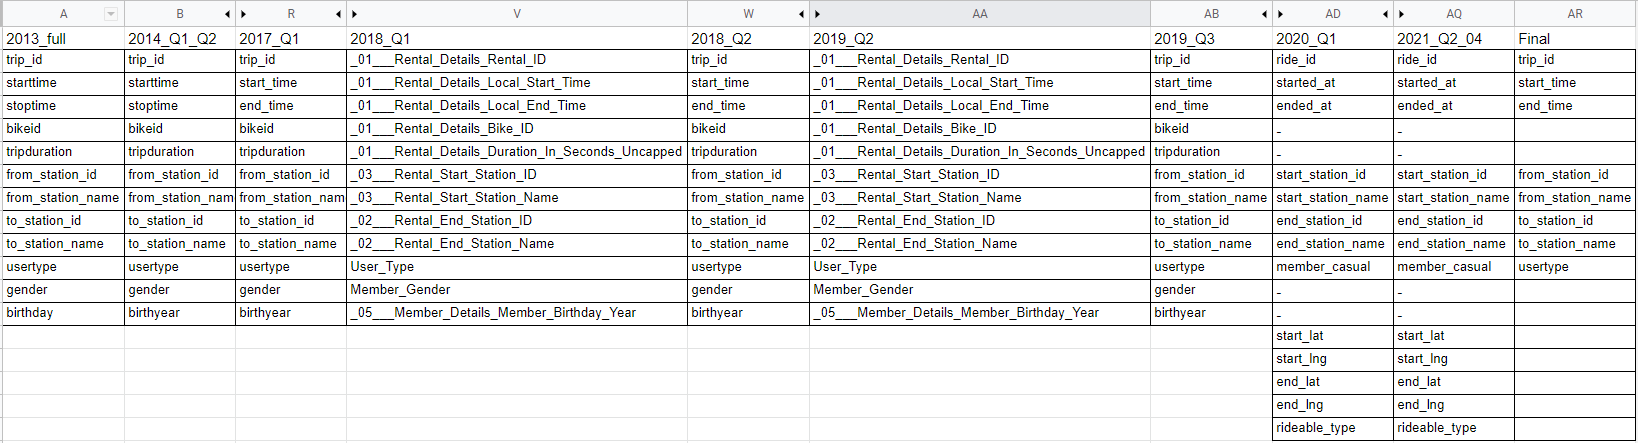 A B R V W AA AB AD AQ AR
2013_full 2014_Q1_Q2 2017_Q1 2018_Q1 2018_Q2 2019_Q2 2019_Q3 2020_Q1 2021_Q2_04 Final
trip_id trip_id trip_id _01___Rental_Details_Rental_ID trip_id _01___Rental_Details_Rental_ID trip_id ride_id ride_id trip_id
starttime starttime start_time _01___Rental_Details_Local_Start_Time start_time _01___Rental_Details_Local_Start_Time start_time started_at started_at start_time
stoptime stoptime end_time _01___Rental_Details_Local_End_Time end_time _01___Rental_Details_Local_End_Time end_time ended_at ended_at end_time
bikeid bikeid bikeid _01___Rental_Details_Bike_ID bikeid _01___Rental_Details_Bike_ID bikeid - -
tripduration tripduration tripduration _01___Rental_Details_Duration_In_Seconds_Uncapped tripduration _01___Rental_Details_Duration_In_Seconds_Uncapped tripduration - -
from_station_id from_station_id from_station_id _03___Rental_Start_Station_ID from_station_id _03___Rental_Start_Station_ID from_station_id start_station_id start_station_id from_station_id
from_station_name from_station_nam from_station_nam _03___Rental_Start_Station_Name from_station_name _03___Rental_Start_Station_Name from_station_name start_station_name start_station_name from_station_name
to_station_id to_station_id to_station_id _02___Rental_End_Station_ID to_station_id _02___Rental_End_Station_ID to_station_id end_station_id end_station_id to_station_id
to_station_name to_station_name to_station_name _02___Rental_End_Station_Name to_station_name _02___Rental_End_Station_Name to_station_name end_station_name end_station_name to_station_name
usertype usertype usertype User_Type usertype User_Type usertype member_casual member_casual usertype
gender gender gender Member_Gender gender Member_Gender gender - -
birthday birthyear birthyear _05___Member_Details_Member_Birthday_Year birthyear _05___Member_Details_Member_Birthday_Year birthyear - -
start_lat start_lat
start_lng start_lng
end_lat end_lat
end_lng end_lng
rideable_type rideable_type